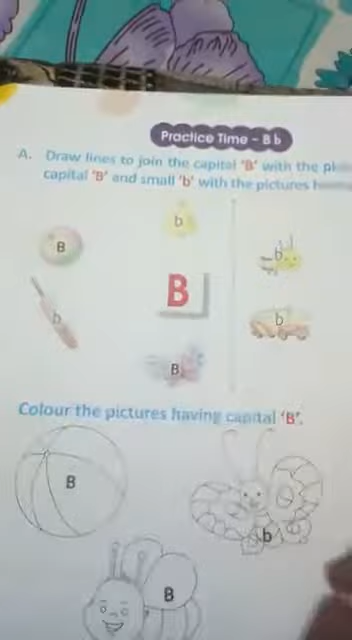 Practice Time - B b
A. Draw lines to join the capital 'B' with the
capital 'B' and small 'b' with the pictures
b
B
b
B
b
b
B
Colour the pictures having capital 'B'.
B
b
B